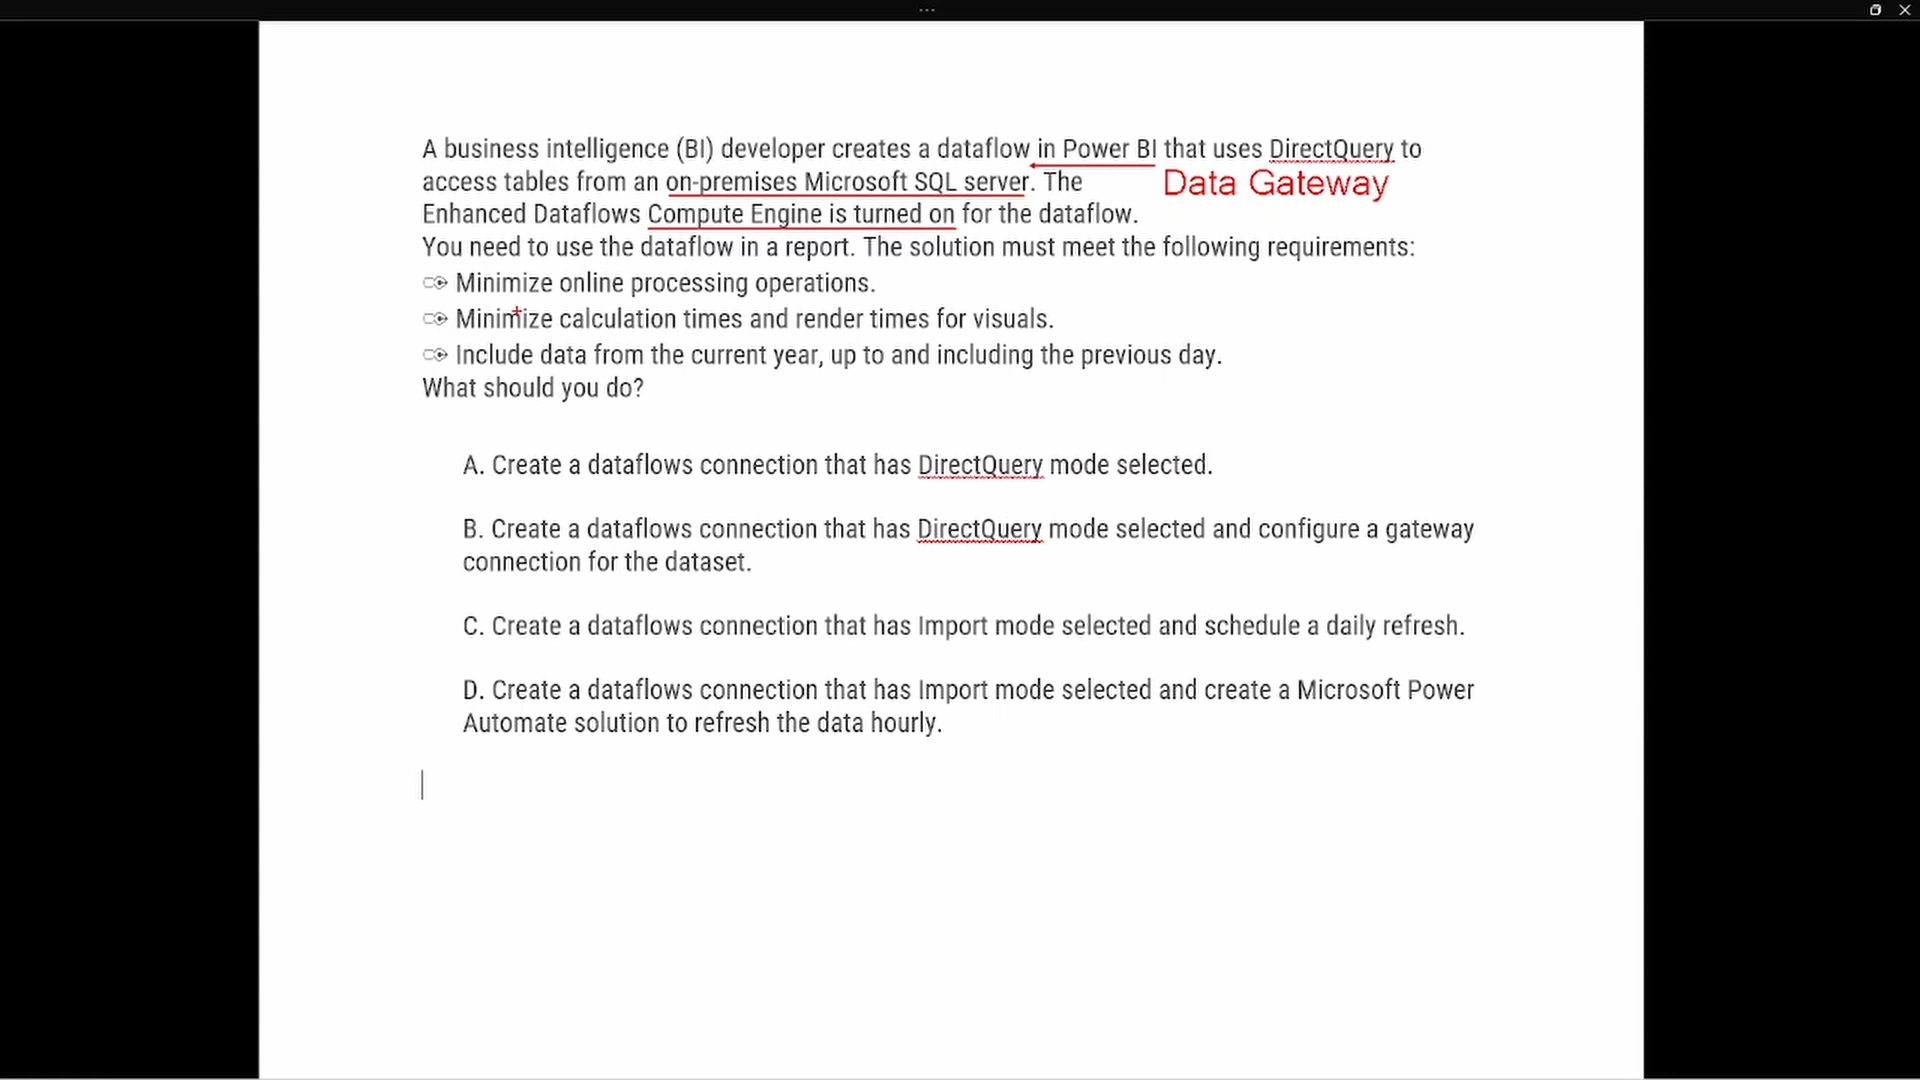 A business intelligence (BI) developer creates a dataflow in Power BI that uses DirectQuery to
access tables from an on-premises Microsoft SQL server. The
Data Gateway
Enhanced Dataflows Compute Engine is turned on for the dataflow.
You need to use the dataflow in a report. The solution must meet the following requirements:
Minimize online processing operations.
Minimize calculation times and render times for visuals.
Include data from the current year, up to and including the previous day.
What should you do?
A. Create a dataflows connection that has DirectQuery mode selected.
B. Create a dataflows connection that has DirectQuery mode selected and configure a gateway
connection for the dataset.
C. Create a dataflows connection that has Import mode selected and schedule a daily refresh.
D. Create a dataflows connection that has Import mode selected and create a Microsoft Power
Automate solution to refresh the data hourly.